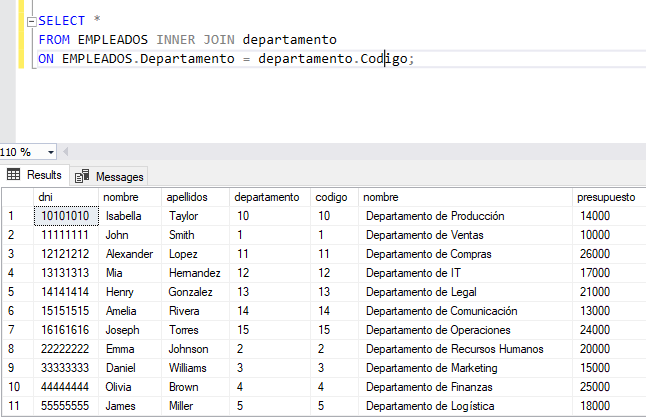 SELECT *
FROM EMPLEADOS INNER JOIN departamento
ON EMPLEADOS.Departamento = departamento.Codigo;
110 %
Results Messages
dni nombre apellidos departamento codigo nombre presupuesto
1 10101010 Isabella Taylor 10 10 Departamento de Producción 14000
2 11111111 John Smith 1 1 Departamento de Ventas 10000
3 12121212 Alexander Lopez 11 11 Departamento de Compras 26000
4 13131313 Mia Hernandez 12 12 Departamento de IT 17000
5 14141414 Henry Gonzalez 13 13 Departamento de Legal 21000
6 15151515 Amelia Rivera 14 14 Departamento de Comunicación 13000
7 16161616 Joseph Torres 15 15 Departamento de Operaciones 24000
8 22222222 Emma Johnson 2 2 Departamento de Recursos Humanos 20000
9 33333333 Daniel Williams 3 3 Departamento de Marketing 15000
10 44444444 Olivia Brown 4 4 Departamento de Finanzas 25000
11 55555555 James Miller 5 5 Departamento de Logística 18000